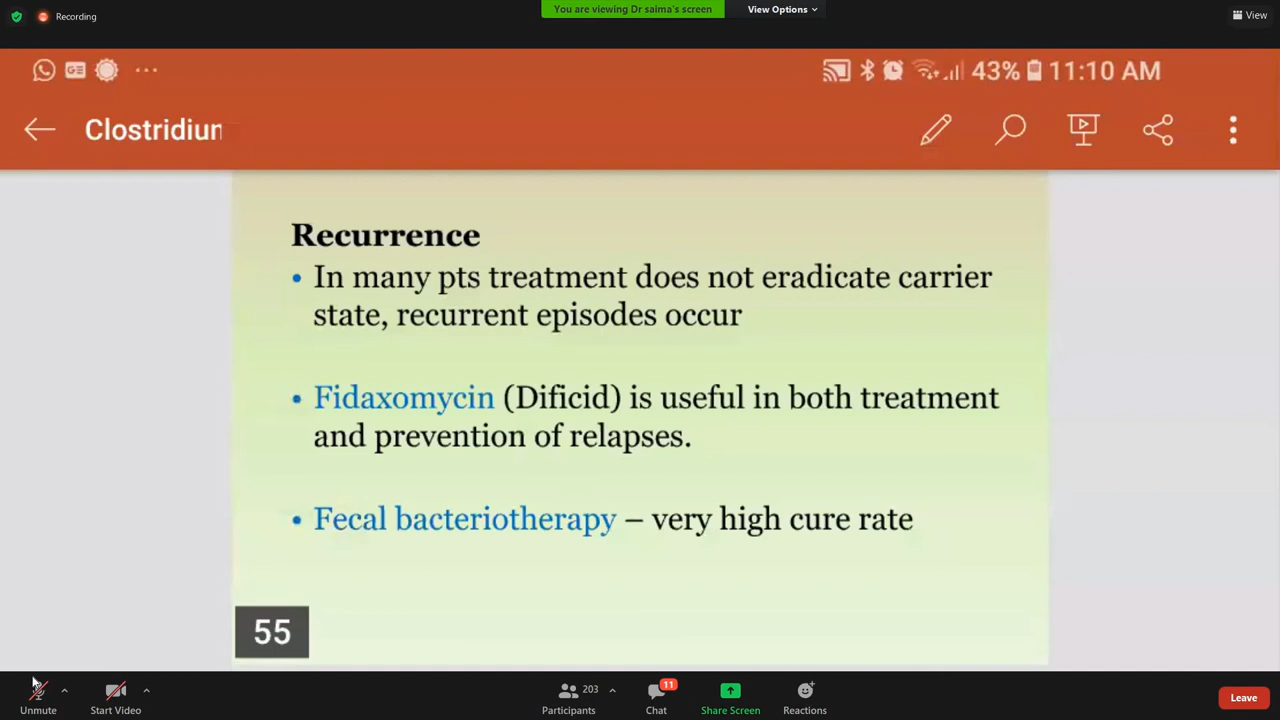 Recording
You are viewing Dr saima's screen
View Options
View
GE
43%
11:10 AM
Clostridiur
Recurrence
• In many pts treatment does not eradicate carrier
state, recurrent episodes occur
• Fidaxomycin (Dificid) is useful in both treatment
and prevention of relapses.
• Fecal bacteriotherapy – very high cure rate
55
Unmute
Start Video
203
Participants
11
Chat
Share Screen
Reactions
Leave